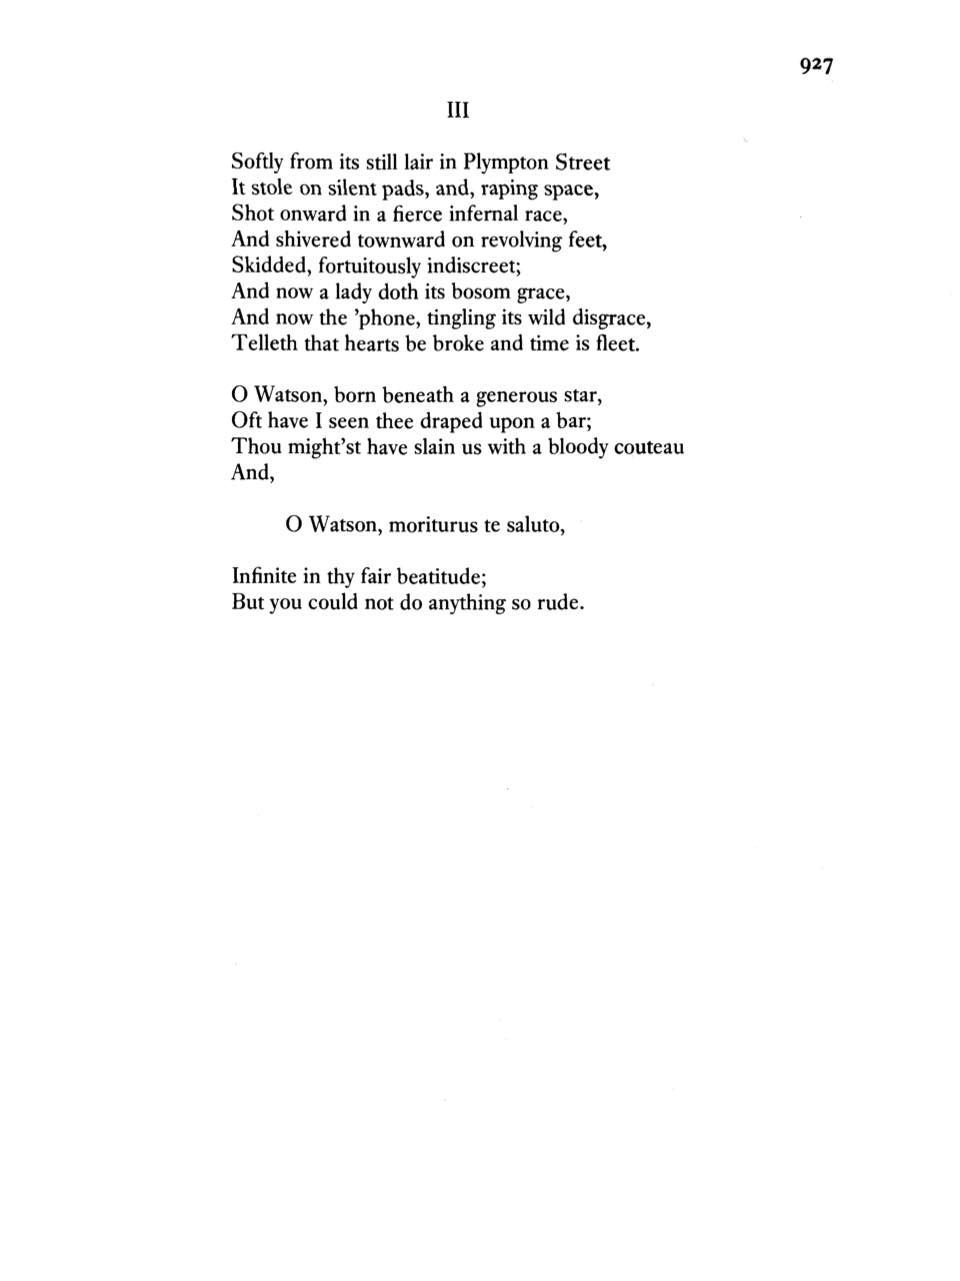 927
III
Softly from its still lair in Plympton Street
It stole on silent pads, and, raping space,
Shot onward in a fierce infernal race,
And shivered townward on revolving feet,
Skidded, fortuitously indiscreet;
And now a lady doth its bosom grace,
And now the ’phone, tingling its wild disgrace,
Telleth that hearts be broke and time is fleet.
O Watson, born beneath a generous star,
Oft have I seen thee draped upon a bar;
Thou might'st have slain us with a bloody couteau
And,
O Watson, moriturus te saluto,
Infinite in thy fair beatitude;
But you could not do anything so rude.